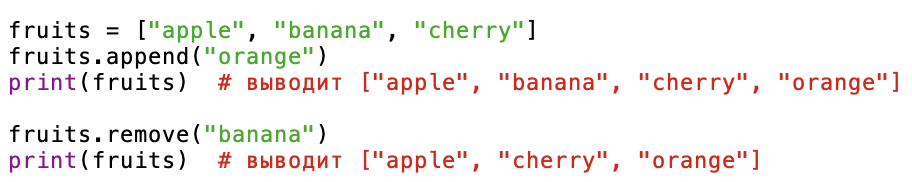 fruits = ["apple", "banana", "cherry"]
fruits.append("orange")
print(fruits)  # выводит ["apple", "banana", "cherry", "orange"]
fruits.remove("banana")
print(fruits)  # выводит ["apple", "cherry", "orange"]